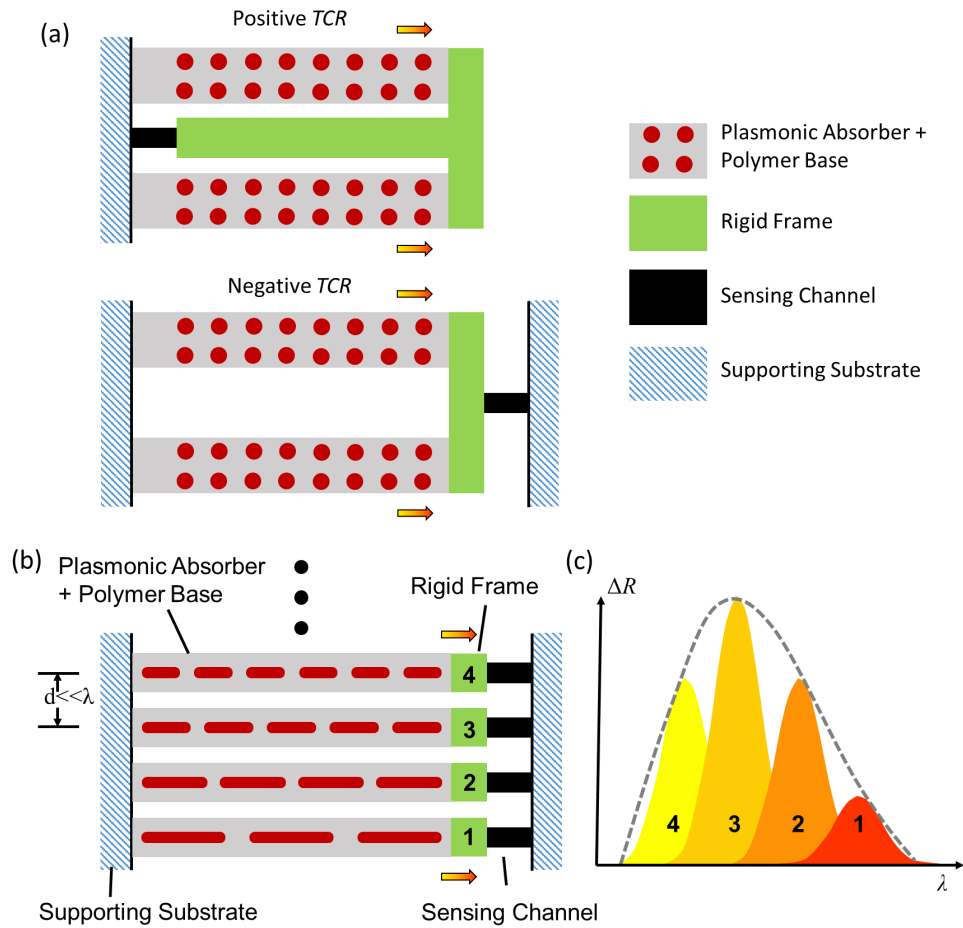 (a)
Positive TCR
Plasmonic Absorber +
Polymer Base
Rigid Frame
Negative TCR
Sensing Channel
Supporting Substrate
(b)
Plasmonic Absorber
+ Polymer Base
Rigid Frame
d<<λ
4
3
2
1
Supporting Substrate
Sensing Channel
(c)
ΔR
4 3 2 1
λ